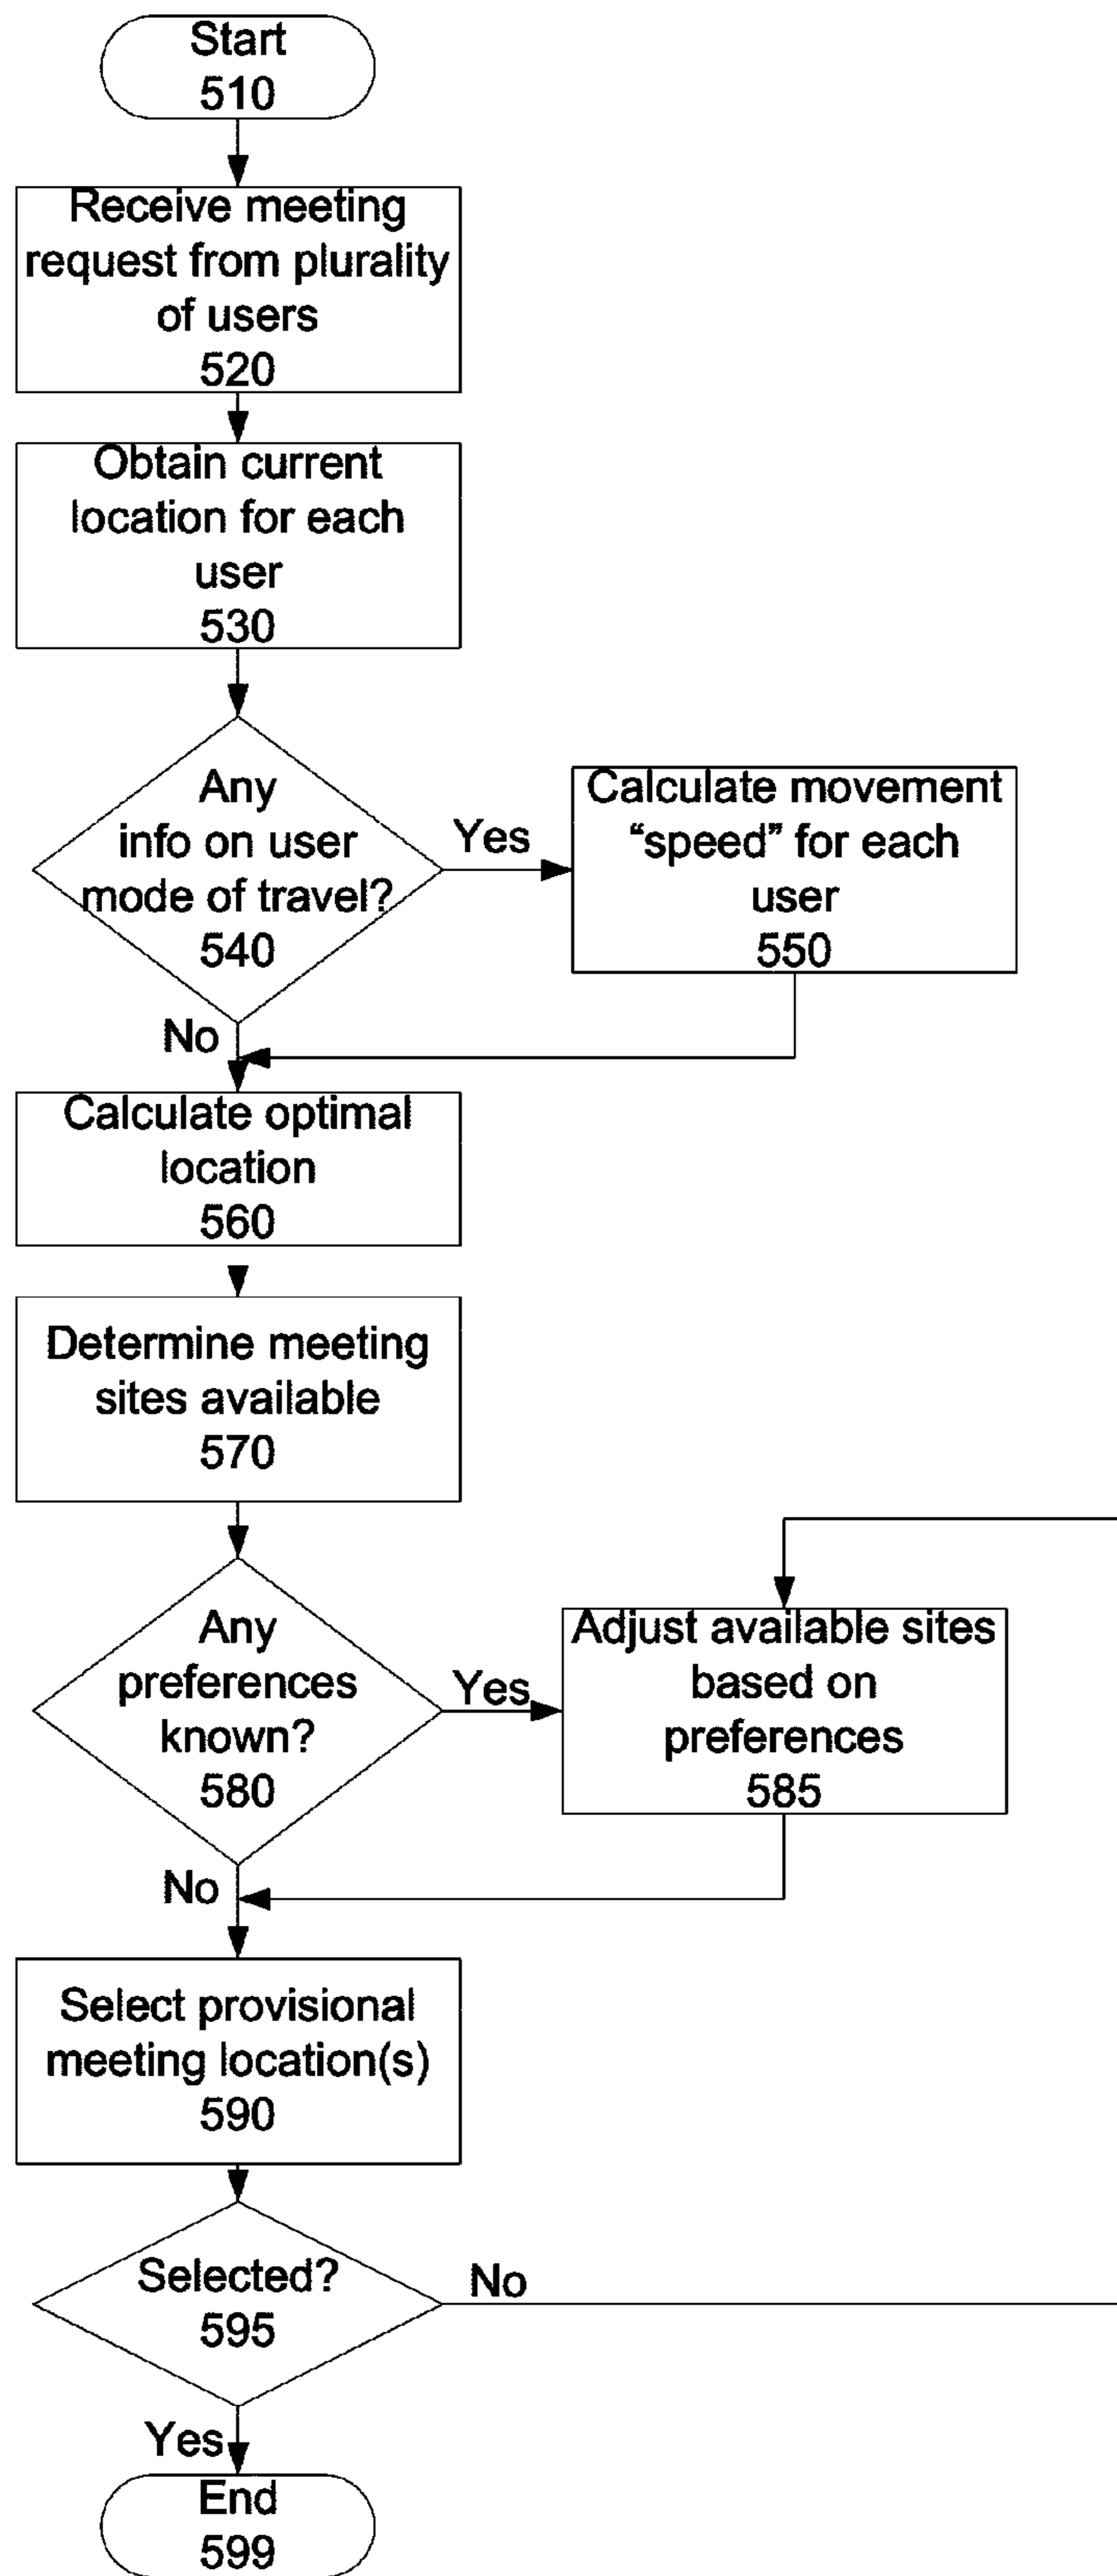 Start
510
Receive meeting
request from plurality
of users
520
Obtain current
location for each
user
530
Any
info on user
mode of travel?
540
Yes
Calculate movement
“speed” for each
user
550
No
Calculate optimal
location
560
Determine meeting
sites available
570
Any
preferences
known?
580
Yes
Adjust available sites
based on
preferences
585
No
Select provisional
meeting location(s)
590
Selected?
595
No
Yes
End
599